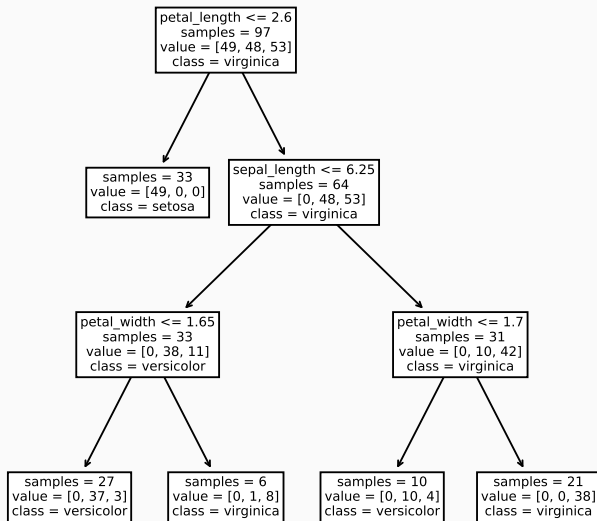 petal_length <= 2.6
samples = 97
value = [49, 48, 53]
class = virginica
samples = 33
value = [49, 0, 0]
class = setosa
sepal_length <= 6.25
samples = 64
value = [0, 48, 53]
class = virginica
petal_width <= 1.65
samples = 33
value = [0, 38, 11]
class = versicolor
petal_width <= 1.7
samples = 31
value = [0, 10, 42]
class = virginica
samples = 27
value = [0, 37, 3]
class = versicolor
samples = 6
value = [0, 1, 8]
class = virginica
samples = 10
value = [0, 10, 4]
class = versicolor
samples = 21
value = [0, 0, 38]
class = virginica